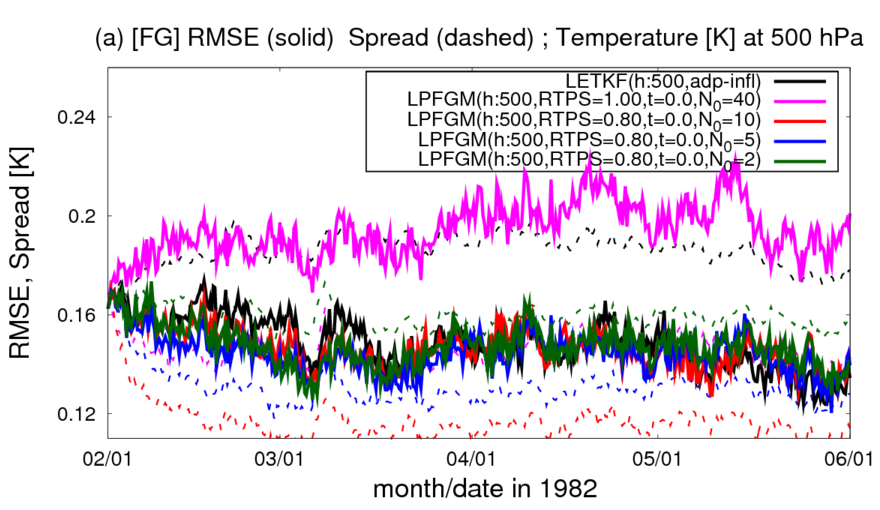 (a) [FG] RMSE (solid)  Spread (dashed) ; Temperature [K] at 500 hPa
LETKF(h:500,adp-infl)
LPFGM(h:500,RTPS=1.00,t=0.0,N0=40)
LPFGM(h:500,RTPS=0.80,t=0.0,N0=10)
LPFGM(h:500,RTPS=0.80,t=0.0,N0=5)
LPFGM(h:500,RTPS=0.80,t=0.0,N0=2)
RMSE, Spread [K]
0.24
0.2
0.16
0.12
02/01 03/01 04/01 05/01 06/01
month/date in 1982